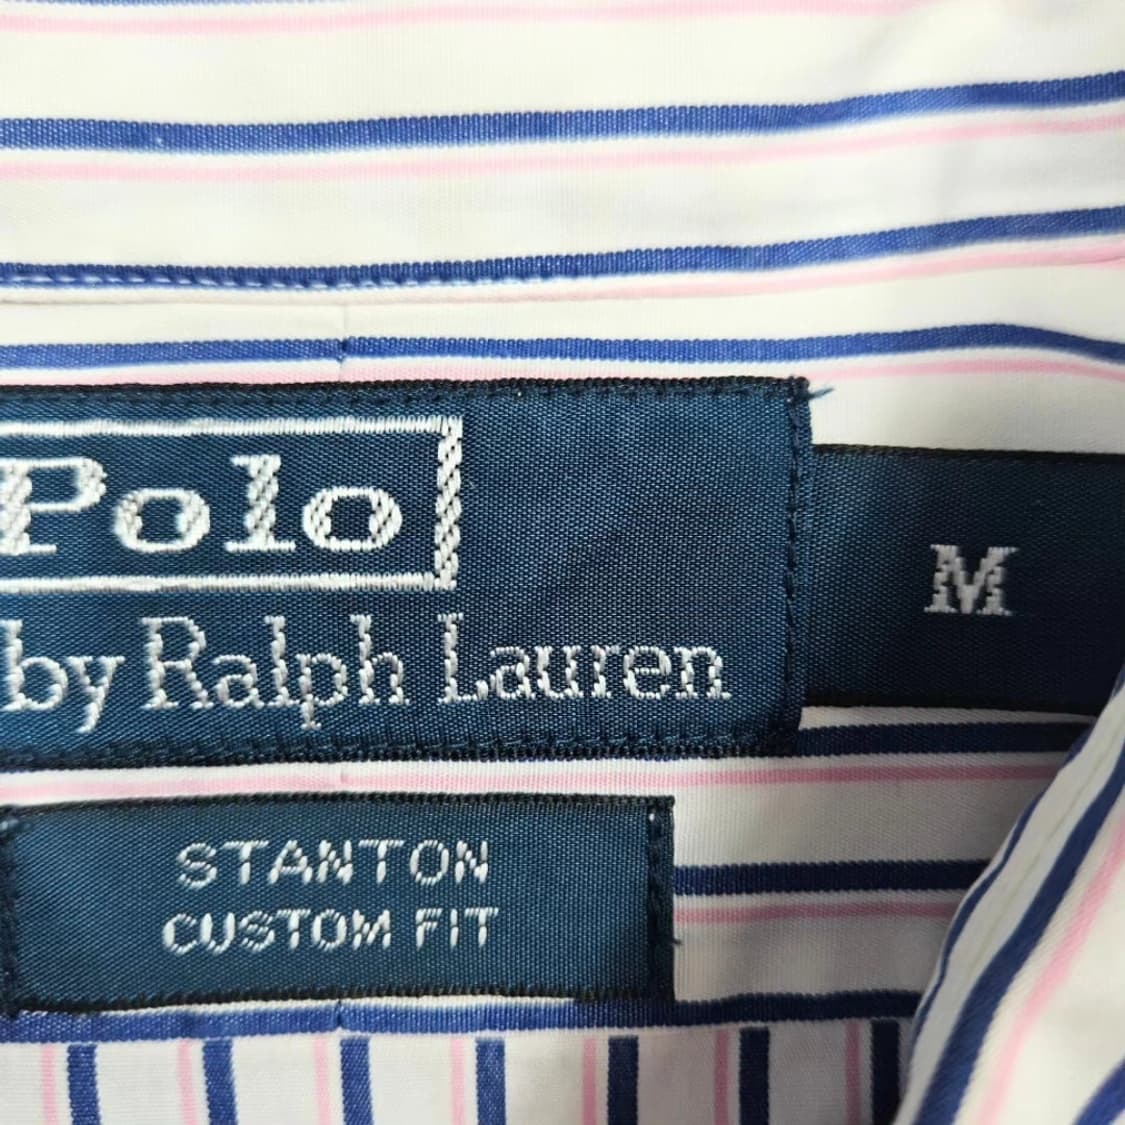 Polo
by Ralph Lauren
M
STANTON
CUSTOM FIT